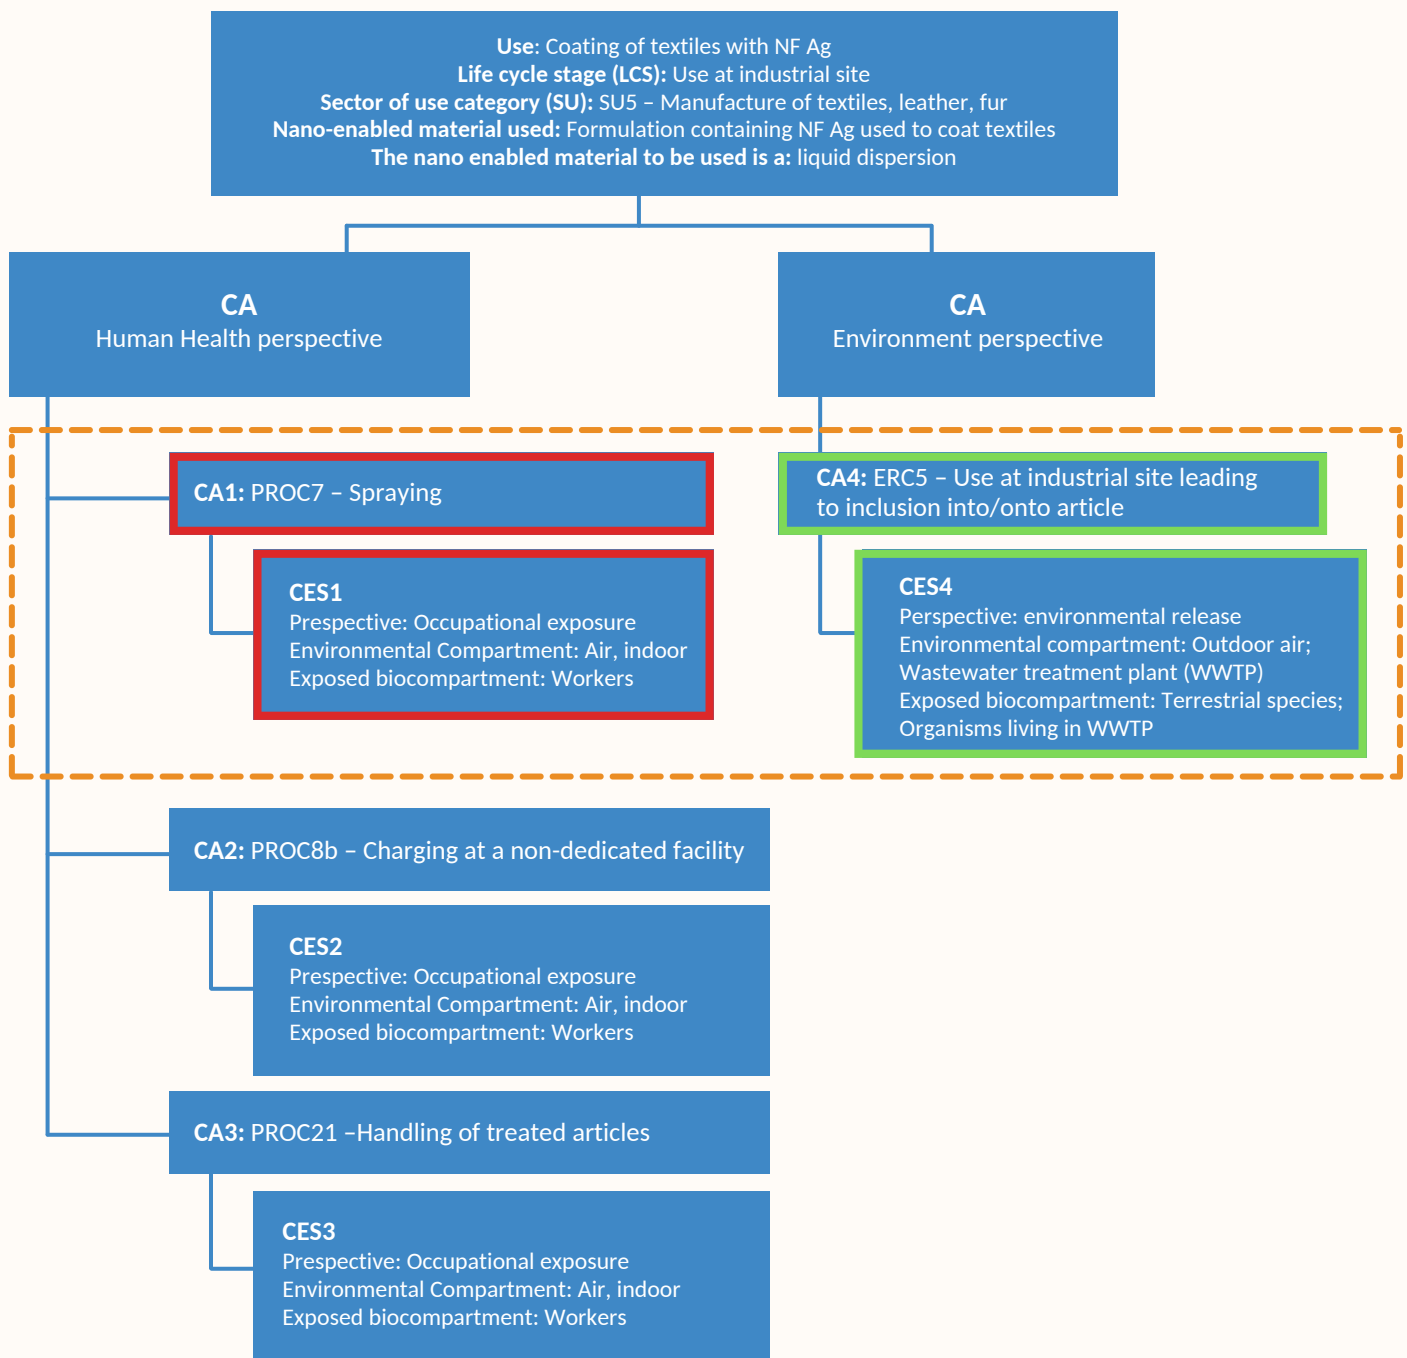 Use: Coating of textiles with NF Ag
Life cycle stage (LCS): Use at industrial site
Sector of use category (SU): SU5 – Manufacture of textiles, leather, fur
Nano-enabled material used: Formulation containing NF Ag used to coat textiles
The nano enabled material to be used is a: liquid dispersion
CA
Human Health perspective
CA
Environment perspective
CA1: PROC7 – Spraying
CES1
Prespective: Occupational exposure
Environmental Compartment: Air, indoor
Exposed biocompartment: Workers
CA4: ERC5 – Use at industrial site leading
to inclusion into/onto article
CES4
Perspective: environmental release
Environmental compartment: Outdoor air;
Wastewater treatment plant (WWTP)
Exposed biocompartment: Terrestrial species;
Organisms living in WWTP
CA2: PROC8b – Charging at a non-dedicated facility
CES2
Prespective: Occupational exposure
Environmental Compartment: Air, indoor
Exposed biocompartment: Workers
CA3: PROC21 –Handling of treated articles
CES3
Prespective: Occupational exposure
Environmental Compartment: Air, indoor
Exposed biocompartment: Workers